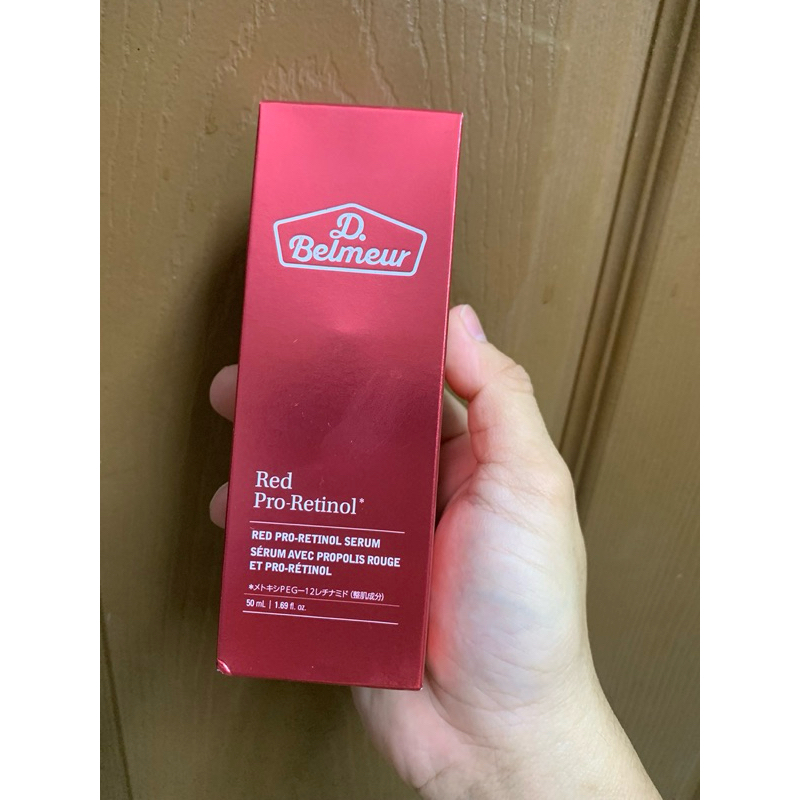 D.
Belmeur
Red
Pro-Retinol*
RED PRO-RETINOL SERUM
SÉRUM AVEC PROPOLIS ROUGE
ET PRO-RÉTINOL
*メトキシPEGー12レチナミド (整肌成分)
50 mL | 1.69 fl. oz.